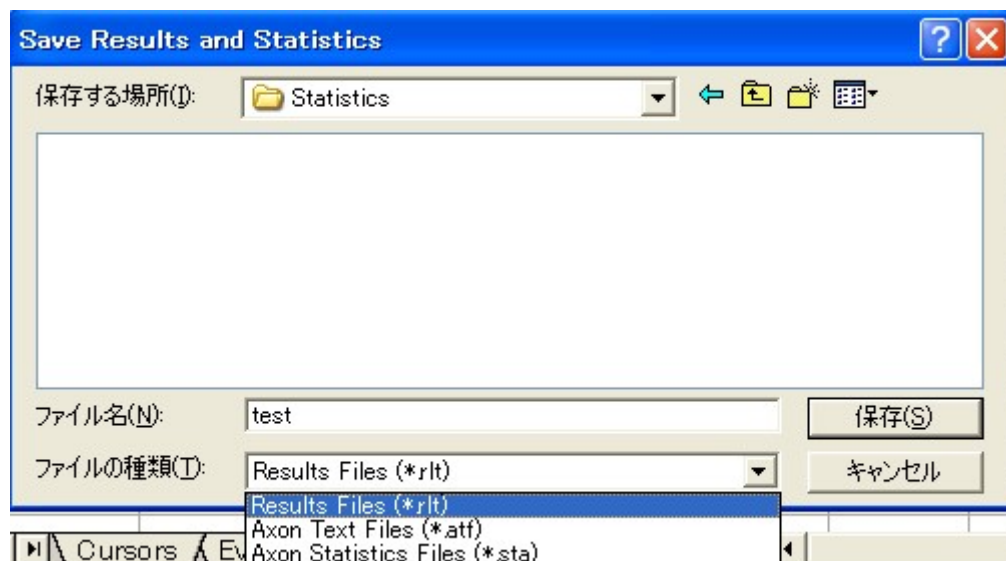 Save Results and Statistics
保存する場所(I): Statistics
ファイル名(N): test 保存(S)
ファイルの種類(T): Results Files (*.rlt) キャンセル
Results Files (*.rlt)
Axon Text Files (*.atf)
Cursors Ev Axon Statistics Files (*.sta)